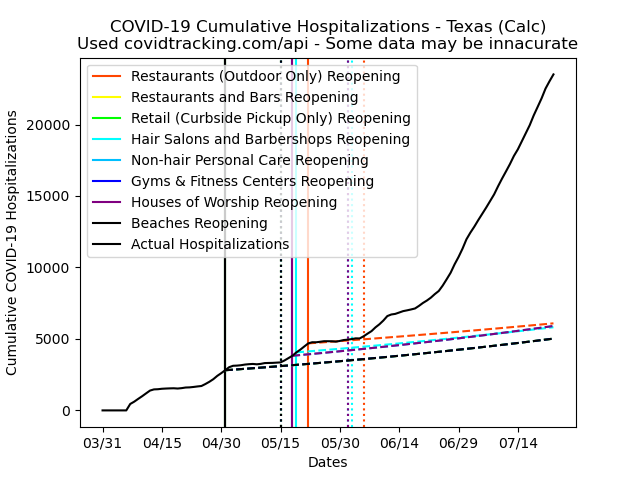 COVID-19 Cumulative Hospitalizations - Texas (Calc)
Used covidtracking.com/api - Some data may be innacurate
Restaurants (Outdoor Only) Reopening
Restaurants and Bars Reopening
Retail (Curbside Pickup Only) Reopening
Hair Salons and Barbershops Reopening
Non-hair Personal Care Reopening
Gyms & Fitness Centers Reopening
Houses of Worship Reopening
Beaches Reopening
Actual Hospitalizations
Cumulative COVID-19 Hospitalizations
20000
15000
10000
5000
0
03/31 04/15 04/30 05/15 05/30 06/14 06/29 07/14
Dates